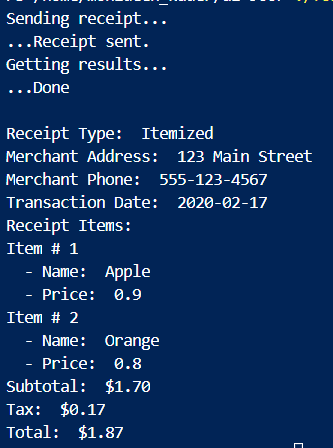 Sending receipt...
...Receipt sent.
Getting results...
...Done
Receipt Type:  Itemized
Merchant Address:  123 Main Street
Merchant Phone:  555-123-4567
Transaction Date:  2020-02-17
Receipt Items:
Item # 1
  - Name:  Apple
  - Price:  0.9
Item # 2
  - Name:  Orange
  - Price:  0.8
Subtotal:  $1.70
Tax:  $0.17
Total:  $1.87